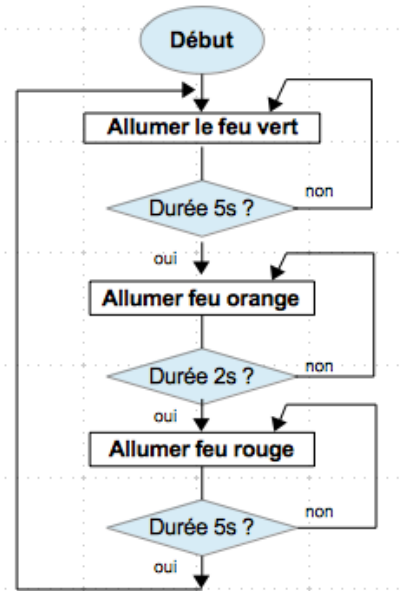 Début
Allumer le feu vert
Durée 5s ?
non
oui
Allumer feu orange
Durée 2s ?
non
oui
Allumer feu rouge
non
Durée 5s ?
oui